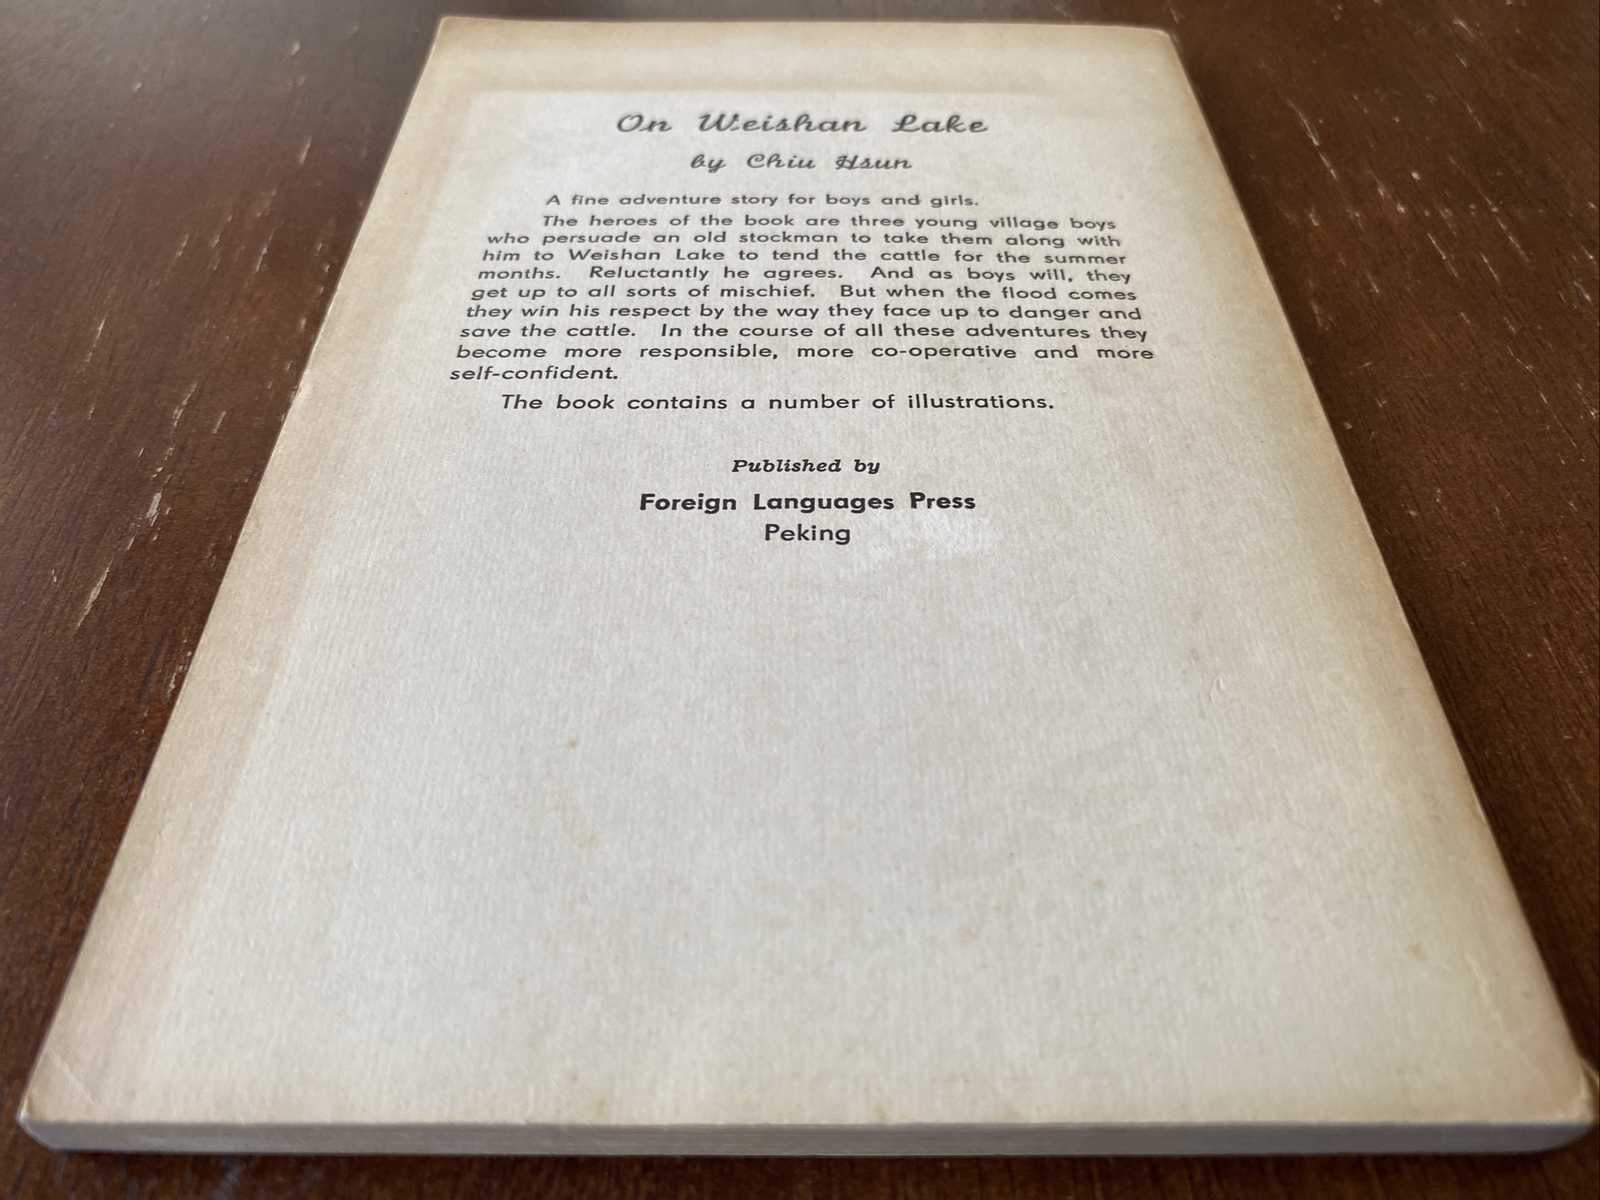 On Weishan Lake
by Chiu Hsun
A fine adventure story for boys and girls.
The heroes of the book are three young village boys
who persuade an old stockman to take them along with
him to Weishan Lake to tend the cattle for the summer
months. Reluctantly he agrees. And as boys will, they
get up to all sorts of mischief. But when the flood comes
they win his respect by the way they face up to danger and
save the cattle. In the course of all these adventures they
become more responsible, more co-operative and more
self-confident.
The book contains a number of illustrations.
Published by
Foreign Languages Press
Peking